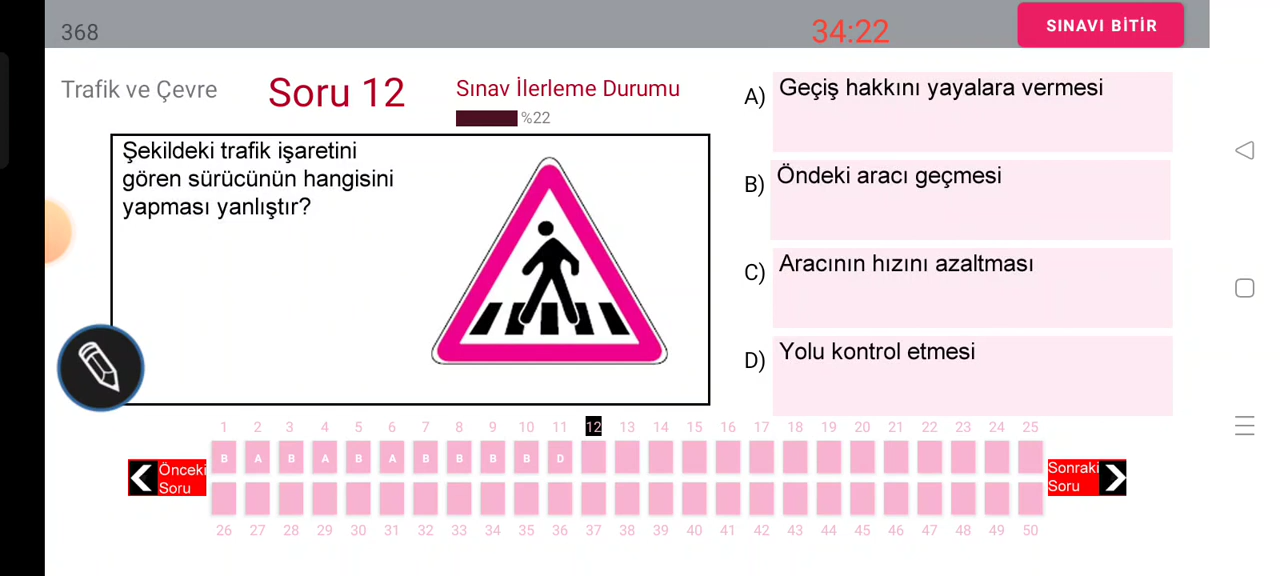 368
34:22
SINAVI BİTİR
Trafik ve Çevre
Soru 12
Sınav İlerleme Durumu
%22
Şekildeki trafik işaretini
gören sürücünün hangisini
yapması yanlıştır?
A) Geçiş hakkını yayalara vermesi
B) Öndeki aracı geçmesi
C) Aracının hızını azaltması
D) Yolu kontrol etmesi
1 2 3 4 5 6 7 8 9 10 11 12 13 14 15 16 17 18 19 20 21 22 23 24 25
B A B A B A B B B B D
Önceki
Soru
Sonraki
Soru
26 27 28 29 30 31 32 33 34 35 36 37 38 39 40 41 42 43 44 45 46 47 48 49 50